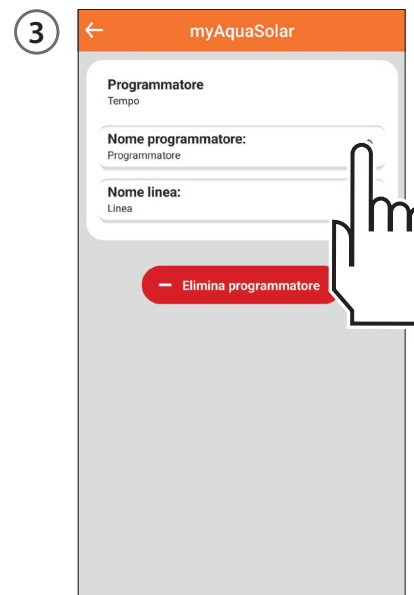 3
myAquaSolar
Programmatore
Tempo
Nome programmatore:
Programmatore
Nome linea:
Linea
Elimina programmatore